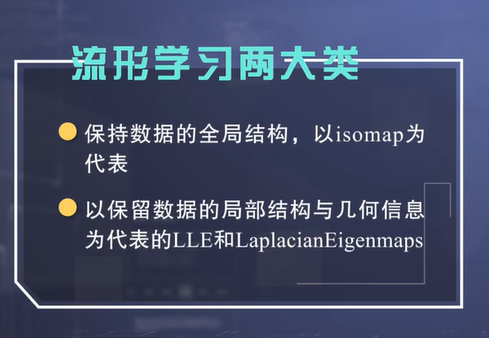 流形学习两大类
保持数据的全局结构，以isomap为
代表
以保留数据的局部结构与几何信息
为代表的LLE和LaplacianEigenmaps